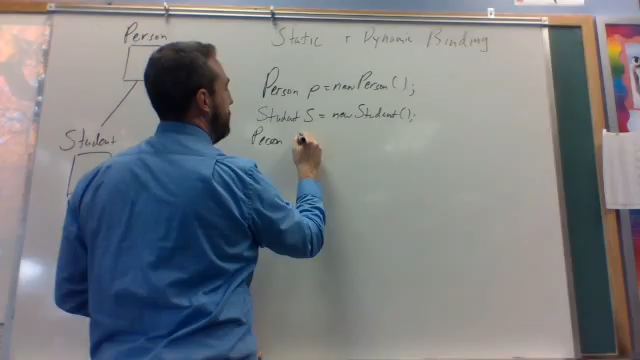 Person
Static + Dynamic Binding
Student
Person p = new Person();
Student s = new Student();
Person